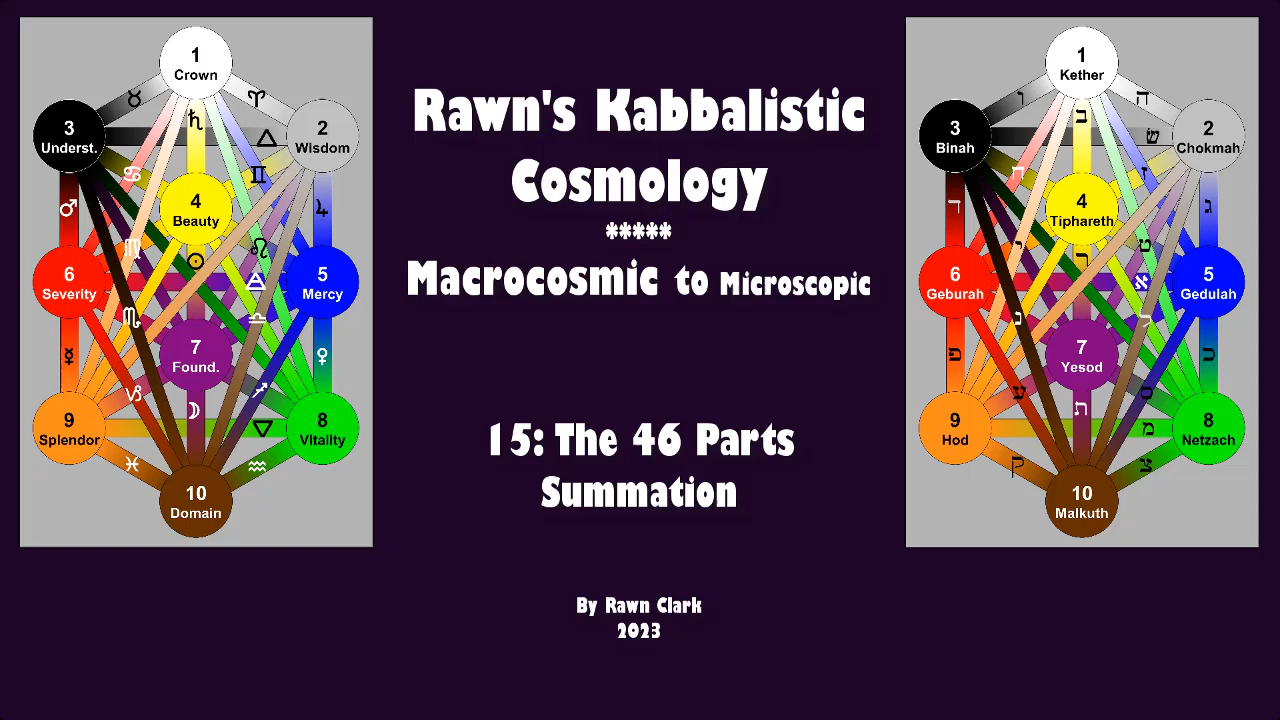 1
Crown
♉ ♈
♄
3
Underst.
△
2
Wisdom
♋ ♊
♂ ♃
4
Beauty
♍ ♌
☉
6
Severity
🜁
5
Mercy
♏ ♎
☿ ♀
7
Found.
♑ ♐
☽
9
Splendor
▽
8
Vitality
♓ ♒
10
Domain
Rawn's Kabbalistic
Cosmology
*****
Macrocosmic to Microscopic
15: The 46 Parts
Summation
By Rawn Clark
2023
1
Kether
ו ה
ב
3
Binah
ש
2
Chokmah
ח ז
ד ג
4
Tiphareth
י ט
ר
6
Geburah
א
5
Gedulah
נ ל
פ
7
Yesod
ע ס
ת
9
Hod
מ
8
Netzach
ק צ
10
Malkuth